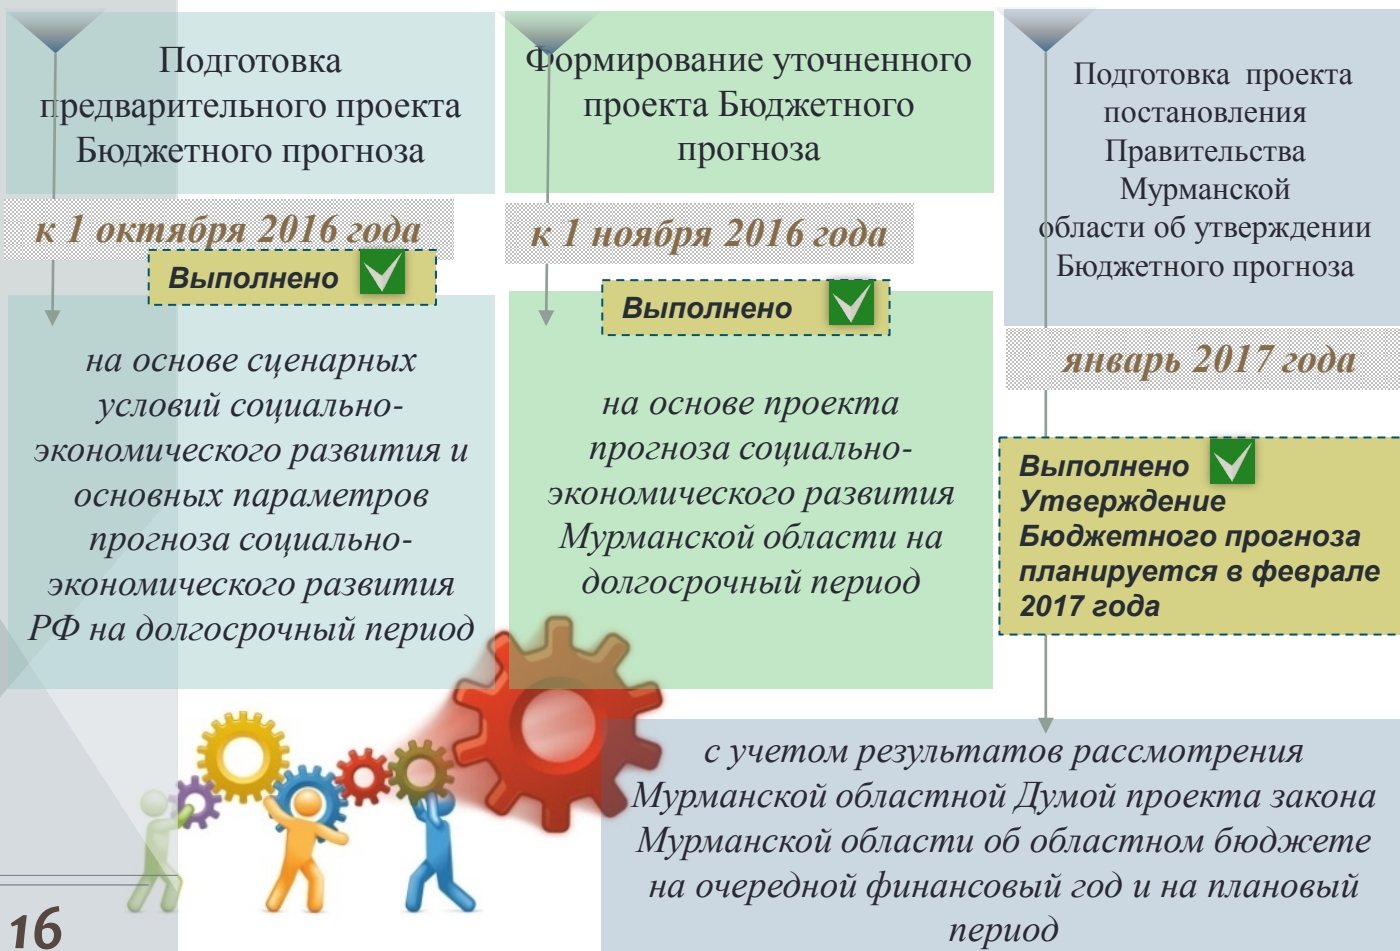 Подготовка
предварительного проекта
Бюджетного прогноза
к 1 октября 2016 года
Выполнено
на основе сценарных
условий социально-
экономического развития и
основных параметров
прогноза социально-
экономического развития
РФ на долгосрочный период
Формирование уточненного
проекта Бюджетного
прогноза
к 1 ноября 2016 года
Выполнено
на основе проекта
прогноза социально-
экономического развития
Мурманской области на
долгосрочный период
Подготовка проекта
постановления
Правительства
Мурманской
области об утверждении
Бюджетного прогноза
январь 2017 года
Выполнено
Утверждение
Бюджетного прогноза
планируется в феврале
2017 года
с учетом результатов рассмотрения
Мурманской областной Думой проекта закона
Мурманской области об областном бюджете
на очередной финансовый год и на плановый
период
16